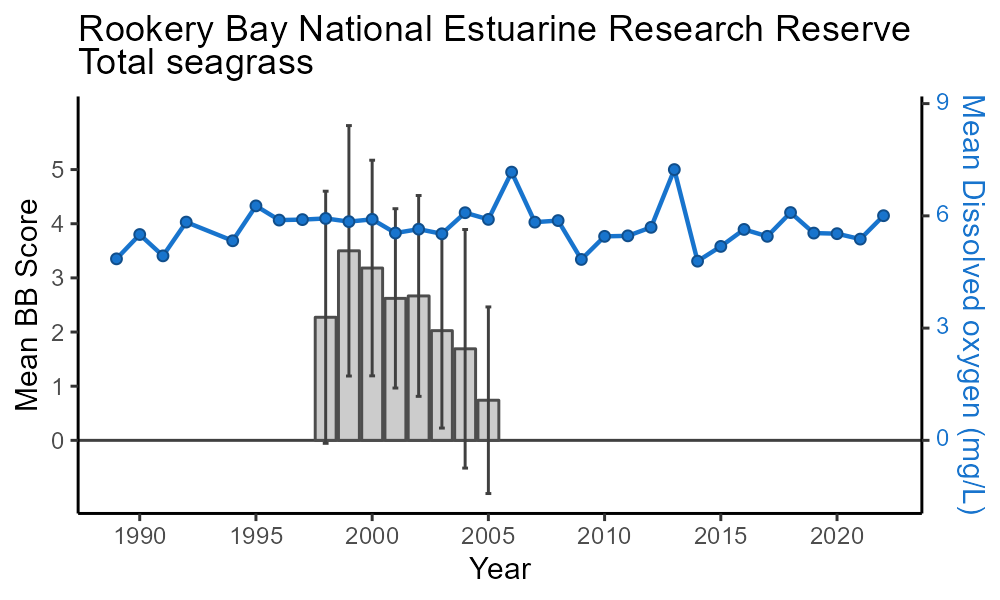 Rookery Bay National Estuarine Research Reserve
Total seagrass
Mean BB Score
5
4
3
2
1
0
9
6
3
0
Mean Dissolved oxygen (mg/L)
1990 1995 2000 2005 2010 2015 2020
Year